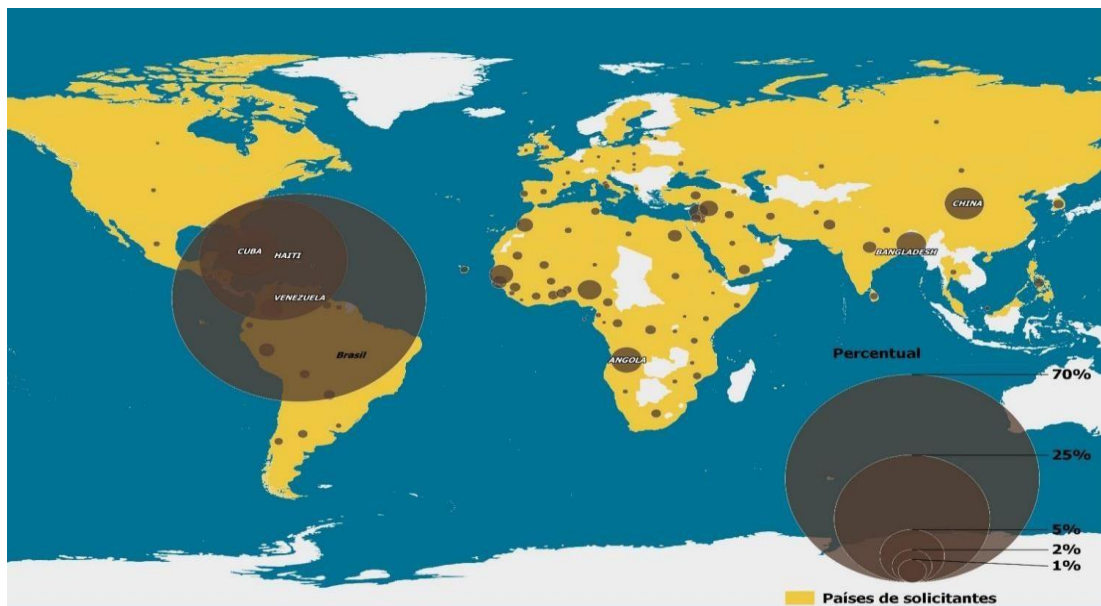 CHINA
CUBA
HAITI
BANGLADESH
VENEZUELA
Brasil
ANGOLA
Percentual
70%
25%
5%
2%
1%
Países de solicitantes